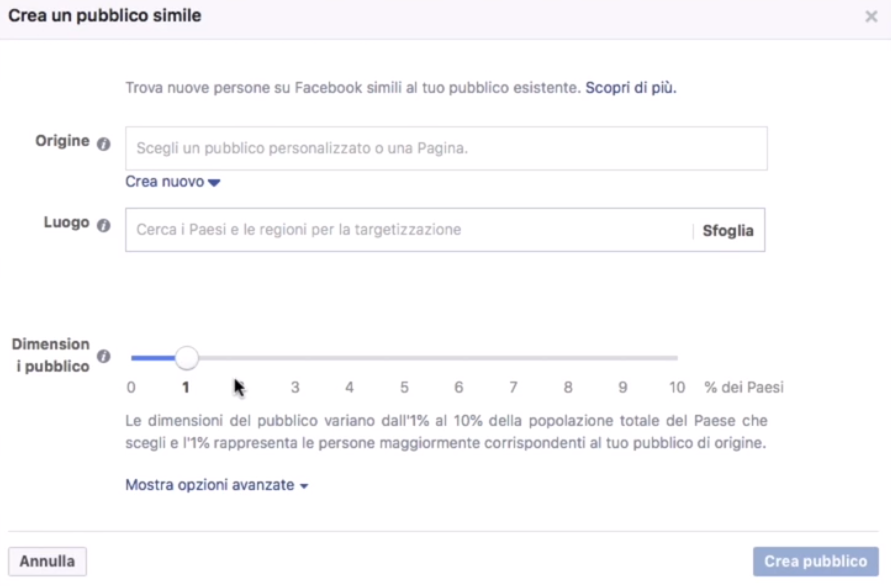 Crea un pubblico simile
Trova nuove persone su Facebook simili al tuo pubblico esistente. Scopri di più.
Origine
Scegli un pubblico personalizzato o una Pagina.
Crea nuovo
Luogo
Cerca i Paesi e le regioni per la targetizzazione
Sfoglia
Dimension
i pubblico
0 1 3 4 5 6 7 8 9 10 % dei Paesi
Le dimensioni del pubblico variano dall'1% al 10% della popolazione totale del Paese che
scegli e l'1% rappresenta le persone maggiormente corrispondenti al tuo pubblico di origine.
Mostra opzioni avanzate
Annulla
Crea pubblico